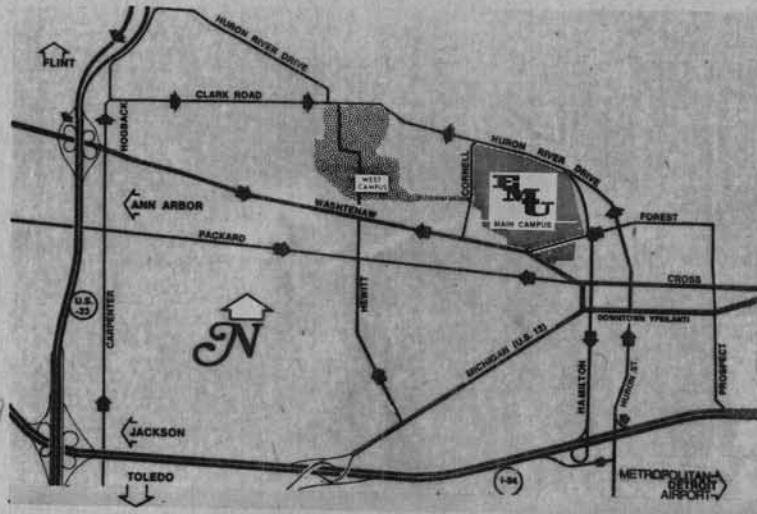 FLINT
HURON RIVER DRIVE
CLARK ROAD
HOGBACK
HURON RIVER DRIVE
CORNELL
EMU
MAIN CAMPUS
WEST
CAMPUS
ANN ARBOR
WASHTENAW
FOREST
PACKARD
CROSS
U.S.
-23
CARPENTER
N
HEWITT
MICHIGAN (U.S. 12)
DOWNTOWN YPSILANTI
HAMILTON
HURON ST.
PROSPECT
JACKSON
TOLEDO
I-94
METROPOLITAN
DETROIT
AIRPORT